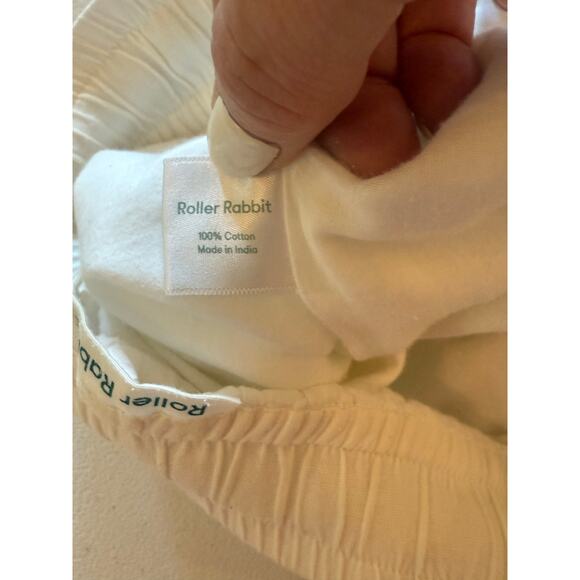 Roller Rabbit
100% Cotton
Made in India
Roller Rab